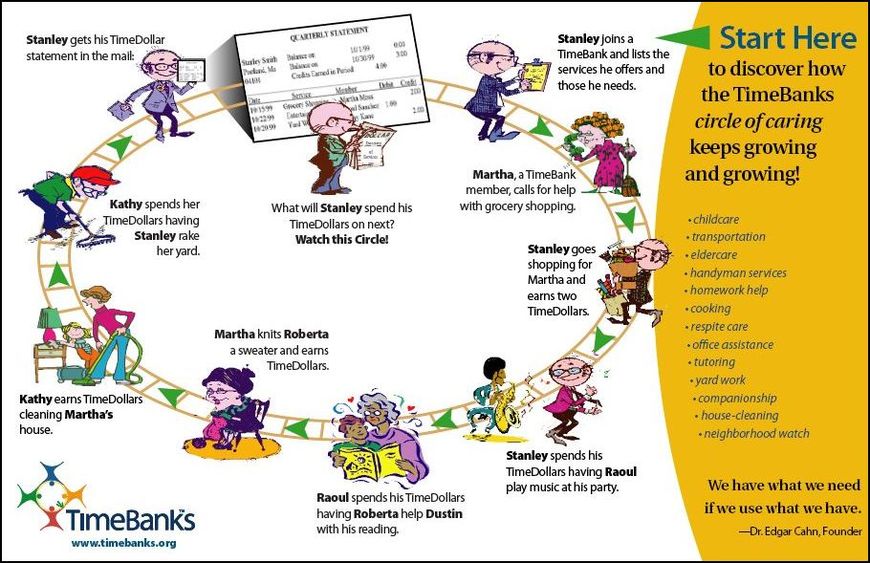 Start Here
to discover how
the TimeBanks
circle of caring
keeps growing
and growing!
• childcare
• transportation
• eldercare
• handyman services
• homework help
• cooking
• respite care
• office assistance
• tutoring
• yard work
• companionship
• house-cleaning
• neighborhood watch
We have what we need
if we use what we have.
—Dr. Edgar Cahn, Founder
Stanley joins a
TimeBank and lists the
services he offers and
those he needs.
Martha, a TimeBank
member, calls for help
with grocery shopping.
Stanley goes
shopping for
Martha and
earns two
TimeDollars.
Stanley spends his
TimeDollars having Raoul
play music at his party.
Raoul spends his TimeDollars
having Roberta help Dustin
with his reading.
Martha knits Roberta
a sweater and earns
TimeDollars.
Kathy earns TimeDollars
cleaning Martha's
house.
Kathy spends her
TimeDollars having
Stanley rake
her yard.
Stanley gets his TimeDollar
statement in the mail:
QUARTERLY STATEMENT
Stanley Smith
Portland, Me
04101
Balance on 10/1/99 0:00
Balance on 10/30/99 3:00
Credits Earned in Period 4:00
Date Service Member Debit Credit
10/15/99 Grocery Martha Moss 2:00
10/22/99 1:00
10/29/99 Yard Kane 2:00
What will Stanley spend his
TimeDollars on next?
Watch this Circle!
TimeBanks
www.timebanks.org